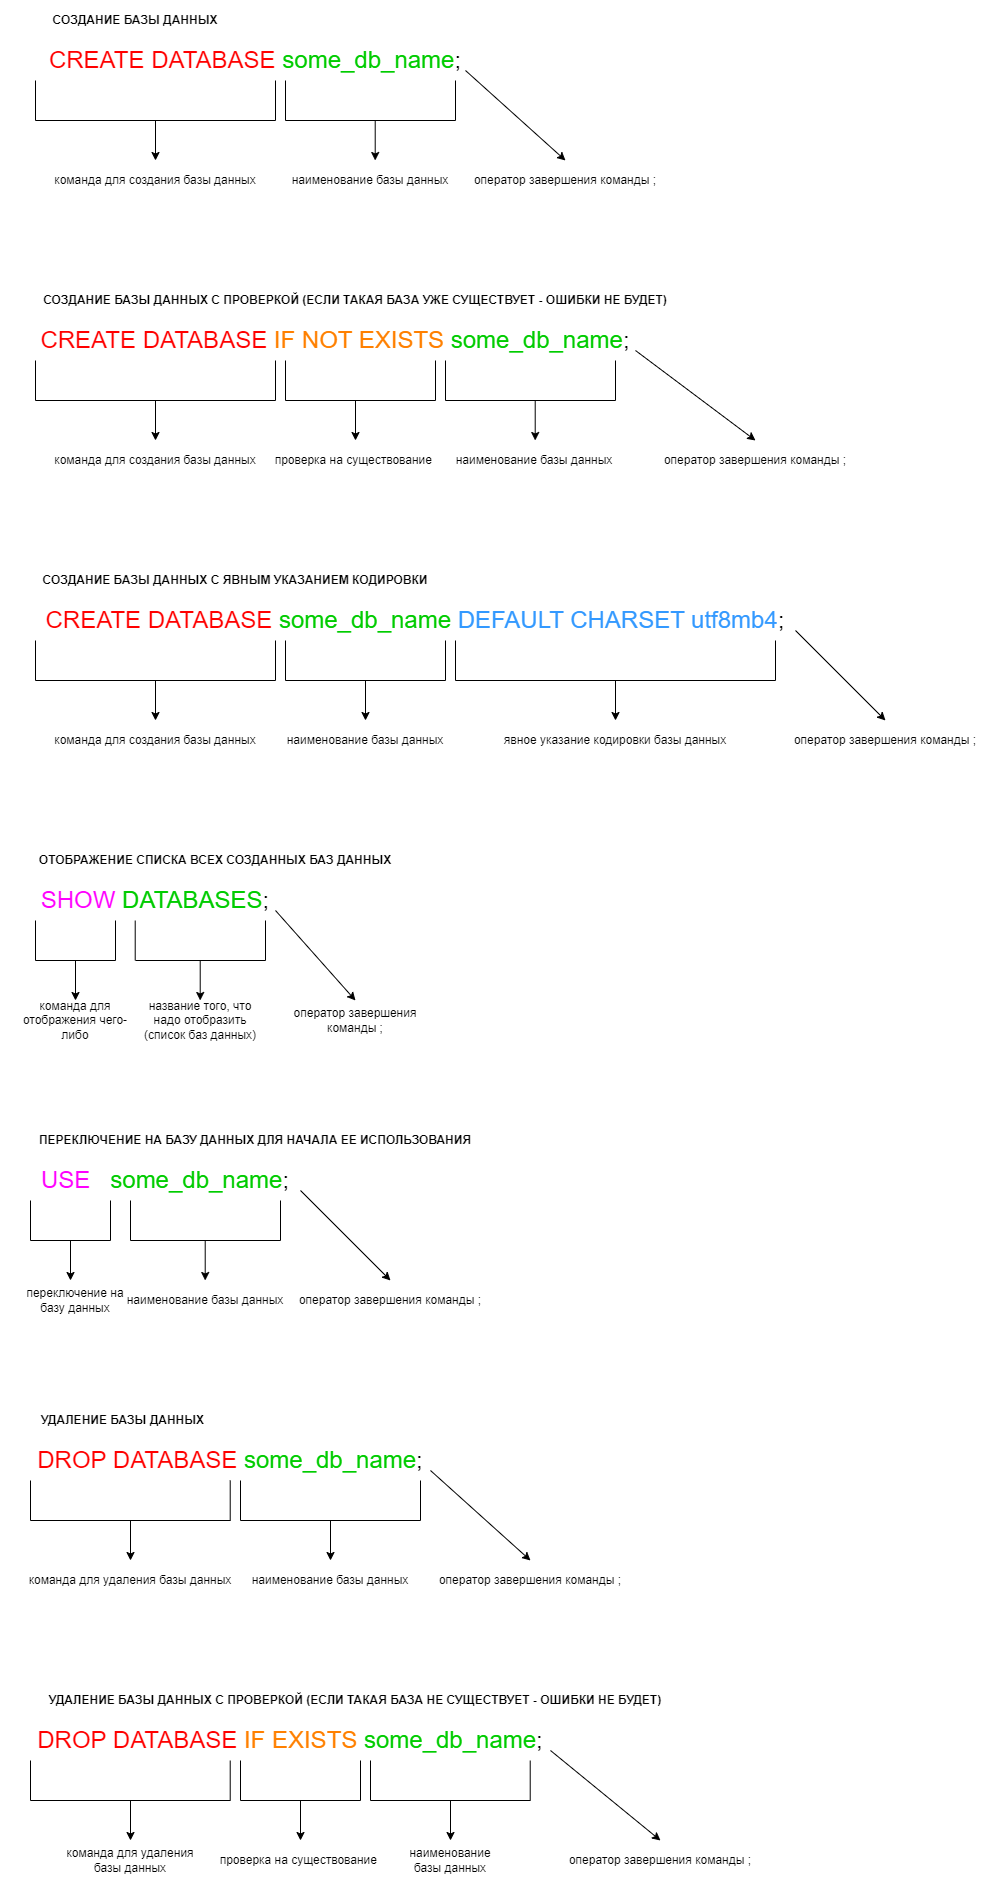 СОЗДАНИЕ БАЗЫ ДАННЫХ
CREATE DATABASE some_db_name;
команда для создания базы данных
наименование базы данных
оператор завершения команды ;
СОЗДАНИЕ БАЗЫ ДАННЫХ С ПРОВЕРКОЙ (ЕСЛИ ТАКАЯ БАЗА УЖЕ СУЩЕСТВУЕТ - ОШИБКИ НЕ БУДЕТ)
CREATE DATABASE IF NOT EXISTS some_db_name;
команда для создания базы данных
проверка на существование
наименование базы данных
оператор завершения команды ;
СОЗДАНИЕ БАЗЫ ДАННЫХ С ЯВНЫМ УКАЗАНИЕМ КОДИРОВКИ
CREATE DATABASE some_db_name DEFAULT CHARSET utf8mb4;
команда для создания базы данных
наименование базы данных
явное указание кодировки базы данных
оператор завершения команды ;
ОТОБРАЖЕНИЕ СПИСКА ВСЕХ СОЗДАННЫХ БАЗ ДАННЫХ
SHOW DATABASES;
команда для
отображения чего-
либо
название того, что
надо отобразить
(список баз данных)
оператор завершения
команды ;
ПЕРЕКЛЮЧЕНИЕ НА БАЗУ ДАННЫХ ДЛЯ НАЧАЛА ЕЕ ИСПОЛЬЗОВАНИЯ
USE some_db_name;
переключение на
базу данных
наименование базы данных
оператор завершения команды ;
УДАЛЕНИЕ БАЗЫ ДАННЫХ
DROP DATABASE some_db_name;
команда для удаления базы данных
наименование базы данных
оператор завершения команды ;
УДАЛЕНИЕ БАЗЫ ДАННЫХ С ПРОВЕРКОЙ (ЕСЛИ ТАКАЯ БАЗА НЕ СУЩЕСТВУЕТ - ОШИБКИ НЕ БУДЕТ)
DROP DATABASE IF EXISTS some_db_name;
команда для удаления
базы данных
проверка на существование
наименование
базы данных
оператор завершения команды ;